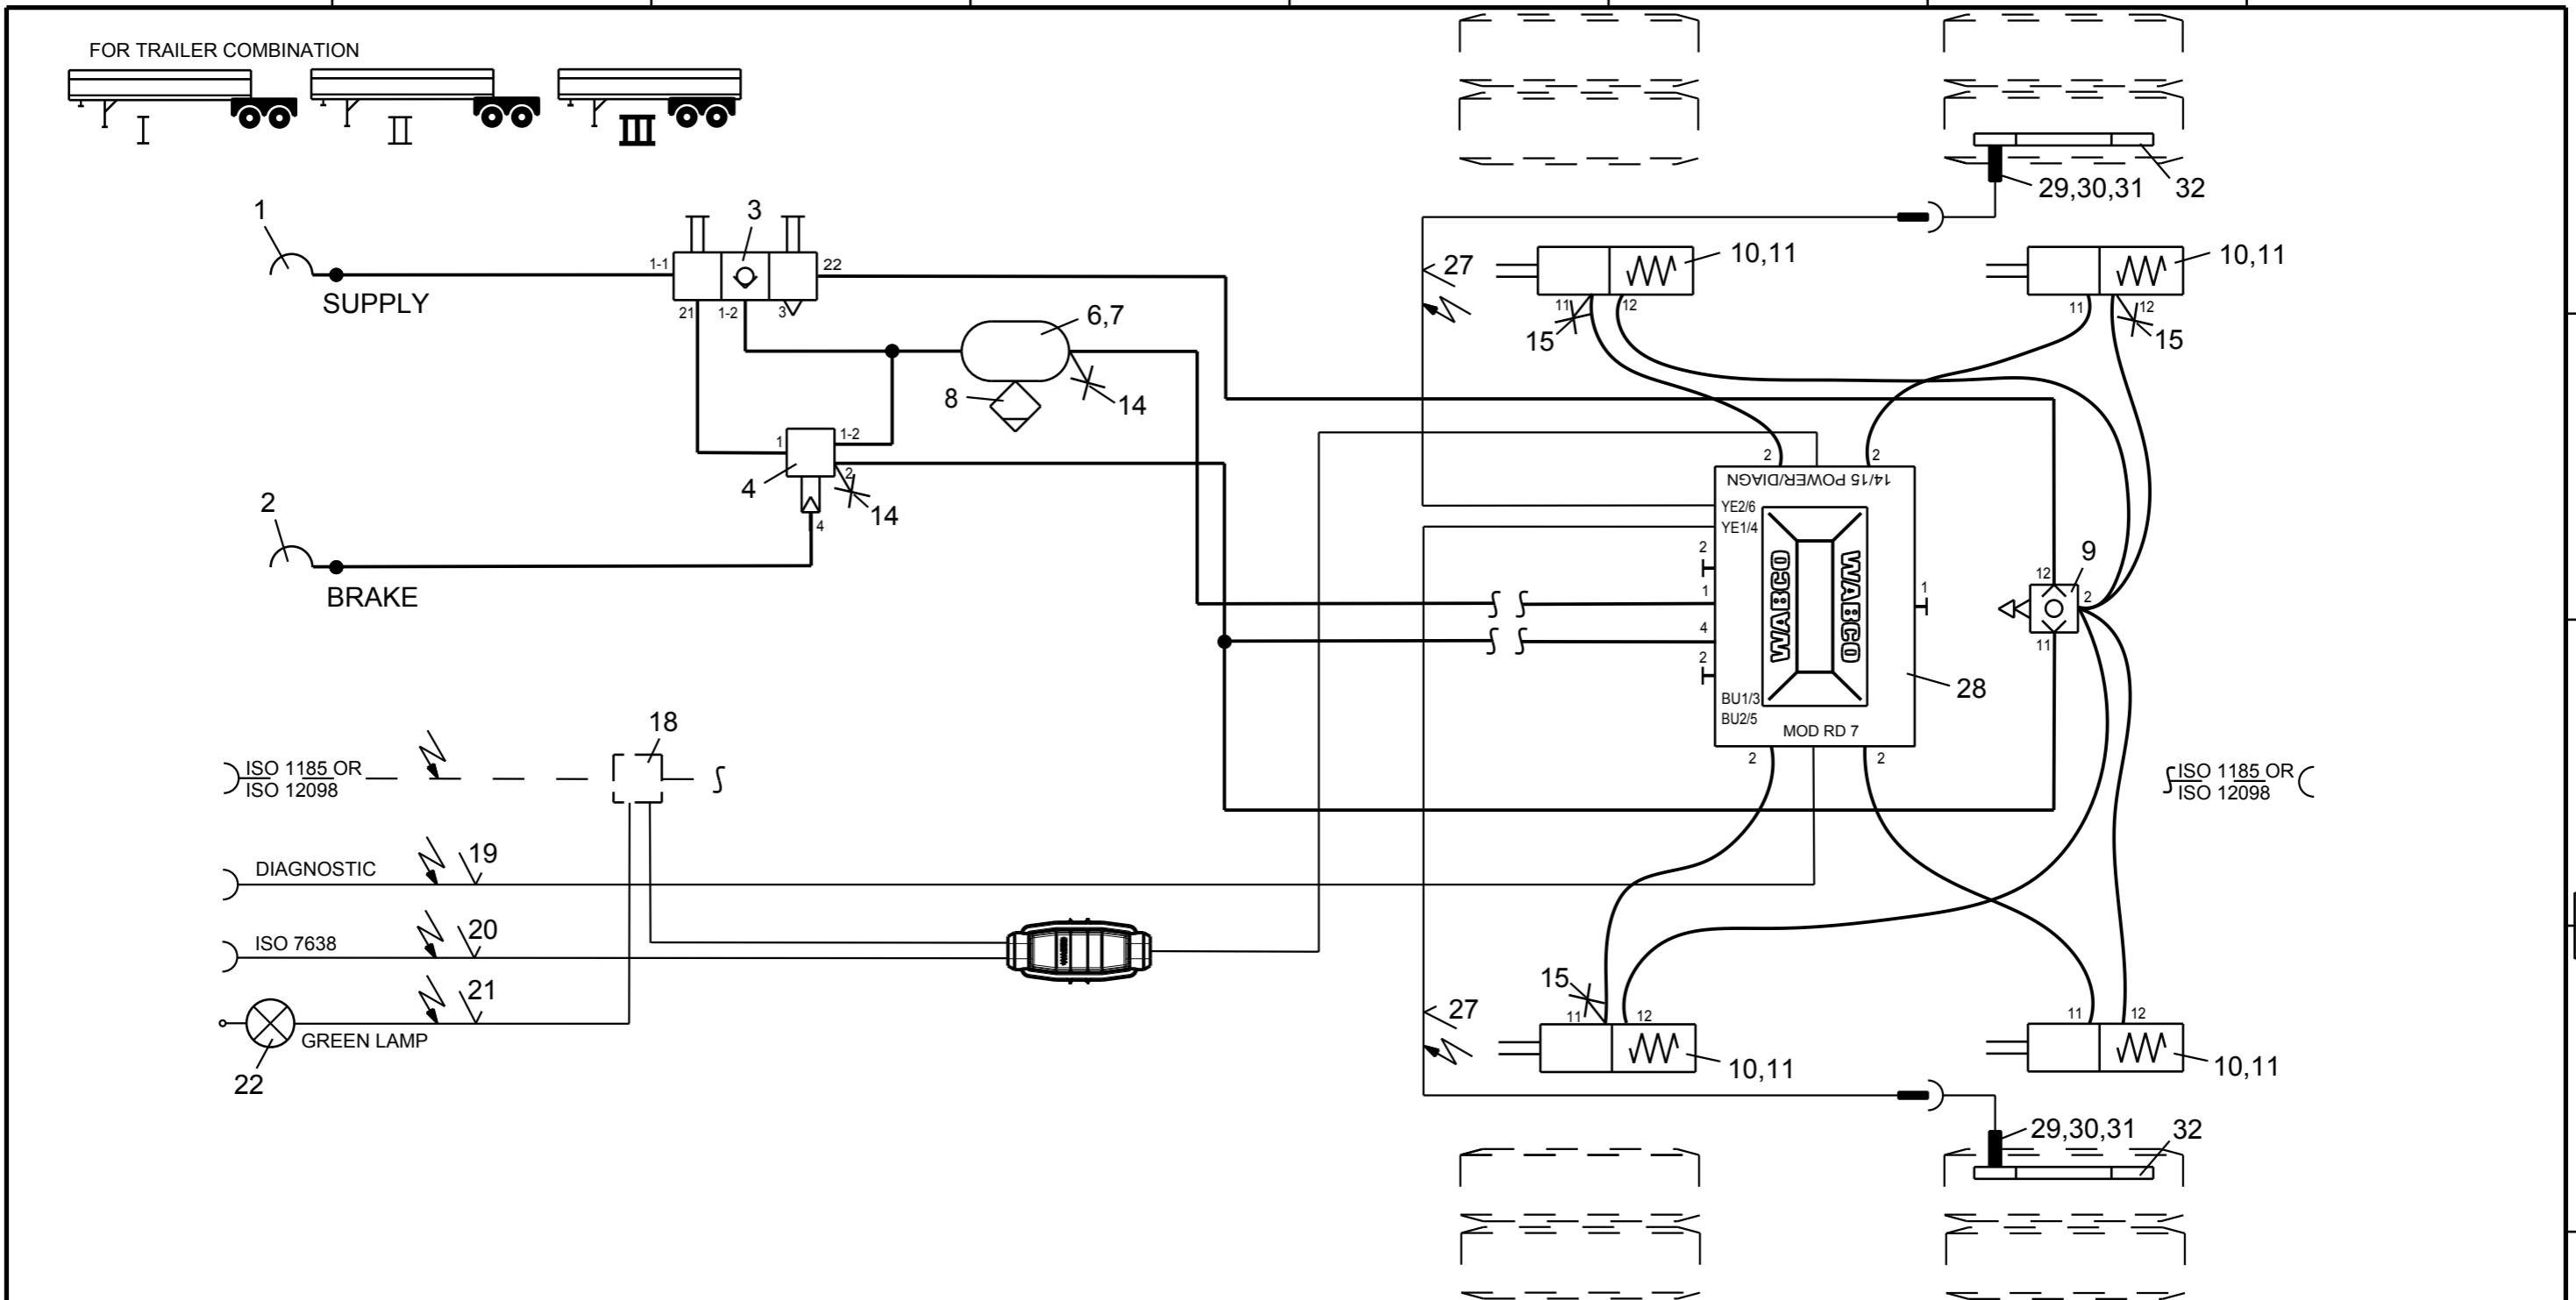 FOR TRAILER COMBINATION
I II III
29,30,31 32
1 3
27 10,11 10,11
1-1 22
SUPPLY
21 1-2 3
11 12 11 12
6,7
15 15
8 14
1 1-2
2 2
4 2
14/15 POWER/DIAGN
2 14
YE2/6
4
YE1/4
2 9
12
1 1 2
BRAKE
4
11
2
28
BU1/3
BU2/5
18
MOD RD 7
2 2
ISO 1185 OR
ISO 12098
ISO 1185 OR
ISO 12098
19
DIAGNOSTIC
20
ISO 7638
21
15
27 11 12 11 12
GREEN LAMP
22
10,11 10,11
29,30,31 32
WABCO WABCO